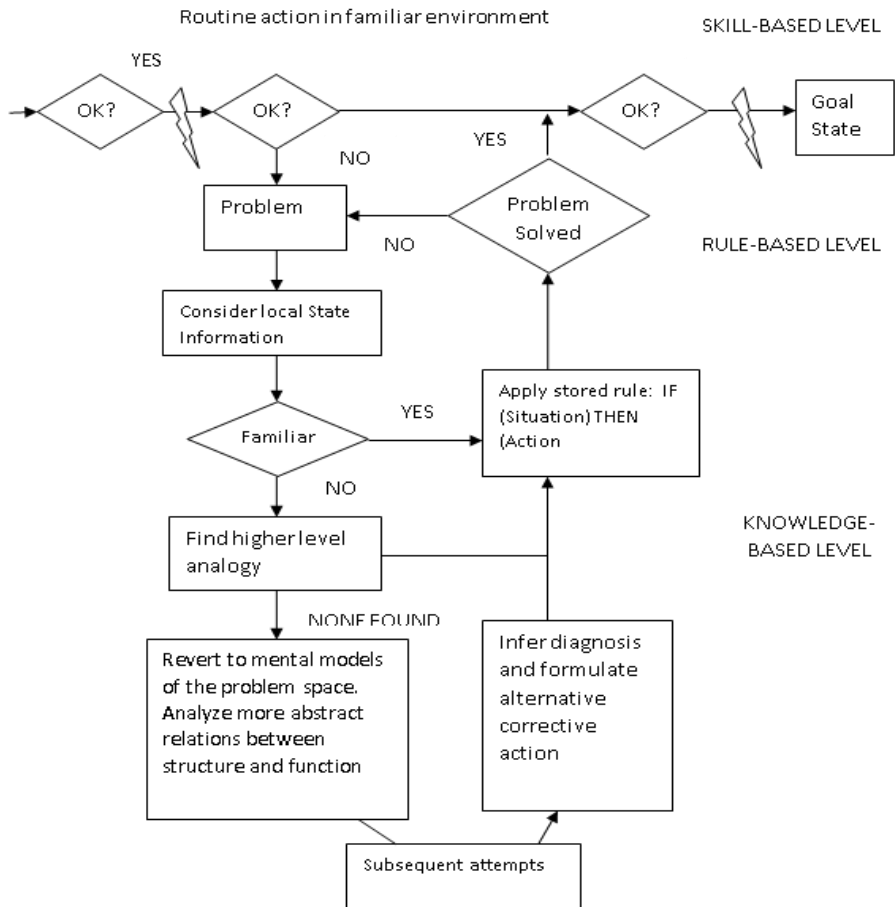 Routine action in familiar environment
SKILL-BASED LEVEL
YES
OK?
OK?
OK?
Goal
State
NO
YES
Problem
Problem
Solved
NO
RULE-BASED LEVEL
Consider local State
Information
Familiar
YES
Apply stored rule: IF
(Situation) THEN
(Action
NO
Find higher level
analogy
KNOWLEDGE-
BASED LEVEL
NONE FOUND
Revert to mental models
of the problem space.
Analyze more abstract
relations between
structure and function
Infer diagnosis
and formulate
alternative
corrective
action
Subsequent attempts